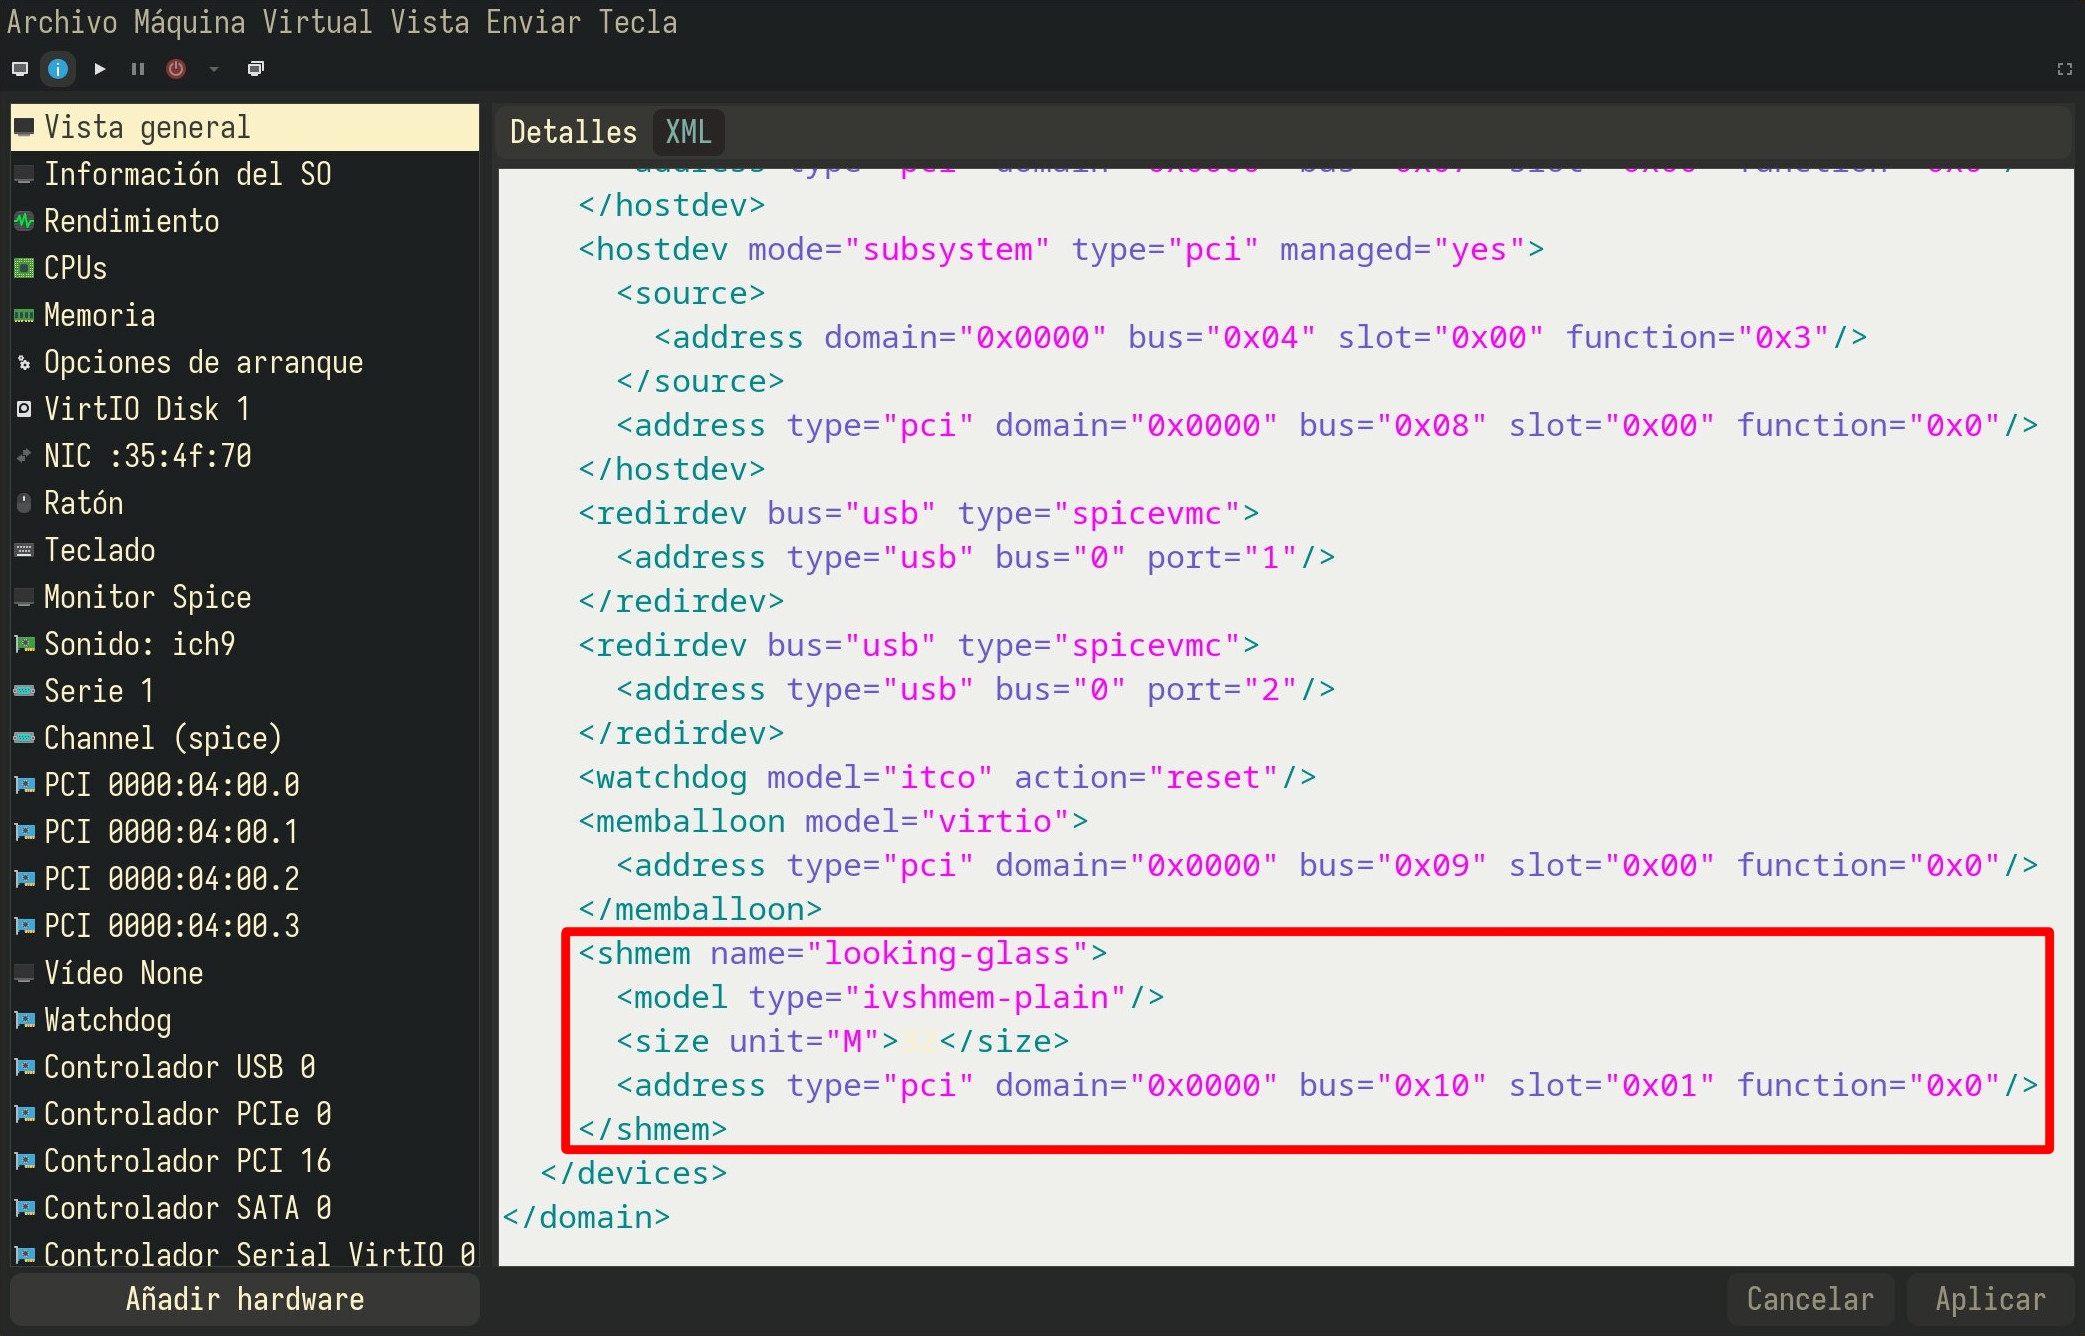 Archivo Máquina Virtual Vista Enviar Tecla
Vista general
Información del SO
Rendimiento
CPUs
Memoria
Opciones de arranque
VirtIO Disk 1
NIC :35:4f:70
Ratón
Teclado
Monitor Spice
Sonido: ich9
Serie 1
Channel (spice)
PCI 0000:04:00.0
PCI 0000:04:00.1
PCI 0000:04:00.2
PCI 0000:04:00.3
Vídeo None
Watchdog
Controlador USB 0
Controlador PCIe 0
Controlador PCI 16
Controlador SATA 0
Controlador Serial VirtIO 0
Añadir hardware
Detalles XML
</hostdev>
<hostdev mode="subsystem" type="pci" managed="yes">
<source>
<address domain="0x0000" bus="0x04" slot="0x00" function="0x3"/>
</source>
<address type="pci" domain="0x0000" bus="0x08" slot="0x00" function="0x0"/>
</hostdev>
<redirdev bus="usb" type="spicevmc">
<address type="usb" bus="0" port="1"/>
</redirdev>
<redirdev bus="usb" type="spicevmc">
<address type="usb" bus="0" port="2"/>
</redirdev>
<watchdog model="itco" action="reset"/>
<memballoon model="virtio">
<address type="pci" domain="0x0000" bus="0x09" slot="0x00" function="0x0"/>
</memballoon>
<shmem name="looking-glass">
<model type="ivshmem-plain"/>
<size unit="M">32</size>
<address type="pci" domain="0x0000" bus="0x10" slot="0x01" function="0x0"/>
</shmem>
</devices>
</domain>
Cancelar Aplicar